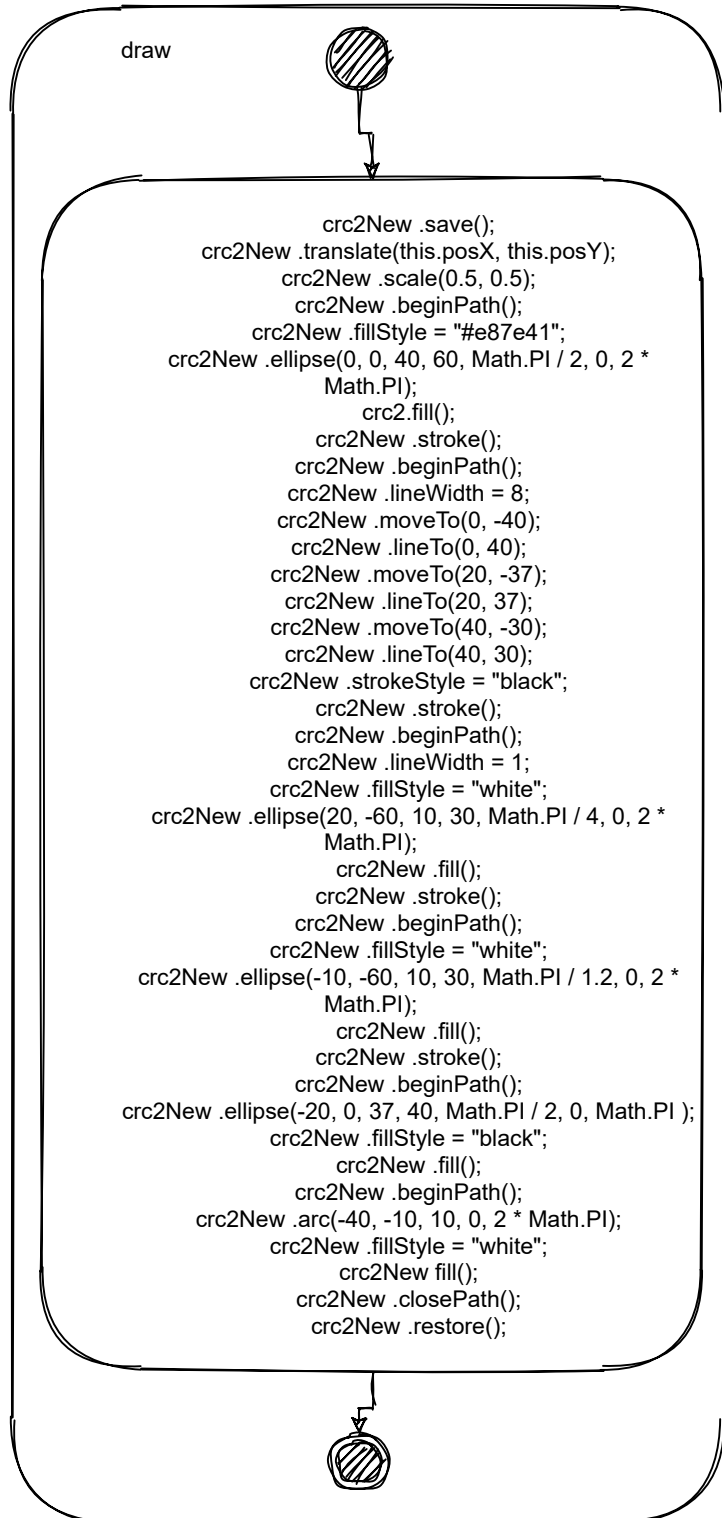 draw
crc2New .save();
crc2New .translate(this.posX, this.posY);
crc2New .scale(0.5, 0.5);
crc2New .beginPath();
crc2New .fillStyle = "#e87e41";
crc2New .ellipse(0, 0, 40, 60, Math.PI / 2, 0, 2 *
Math.PI);
crc2.fill();
crc2New .stroke();
crc2New .beginPath();
crc2New .lineWidth = 8;
crc2New .moveTo(0, -40);
crc2New .lineTo(0, 40);
crc2New .moveTo(20, -37);
crc2New .lineTo(20, 37);
crc2New .moveTo(40, -30);
crc2New .lineTo(40, 30);
crc2New .strokeStyle = "black";
crc2New .stroke();
crc2New .beginPath();
crc2New .lineWidth = 1;
crc2New .fillStyle = "white";
crc2New .ellipse(20, -60, 10, 30, Math.PI / 4, 0, 2 *
Math.PI);
crc2New .fill();
crc2New .stroke();
crc2New .beginPath();
crc2New .fillStyle = "white";
crc2New .ellipse(-10, -60, 10, 30, Math.PI / 1.2, 0, 2 *
Math.PI);
crc2New .fill();
crc2New .stroke();
crc2New .beginPath();
crc2New .ellipse(-20, 0, 37, 40, Math.PI / 2, 0, Math.PI );
crc2New .fillStyle = "black";
crc2New .fill();
crc2New .beginPath();
crc2New .arc(-40, -10, 10, 0, 2 * Math.PI);
crc2New .fillStyle = "white";
crc2New fill();
crc2New .closePath();
crc2New .restore();